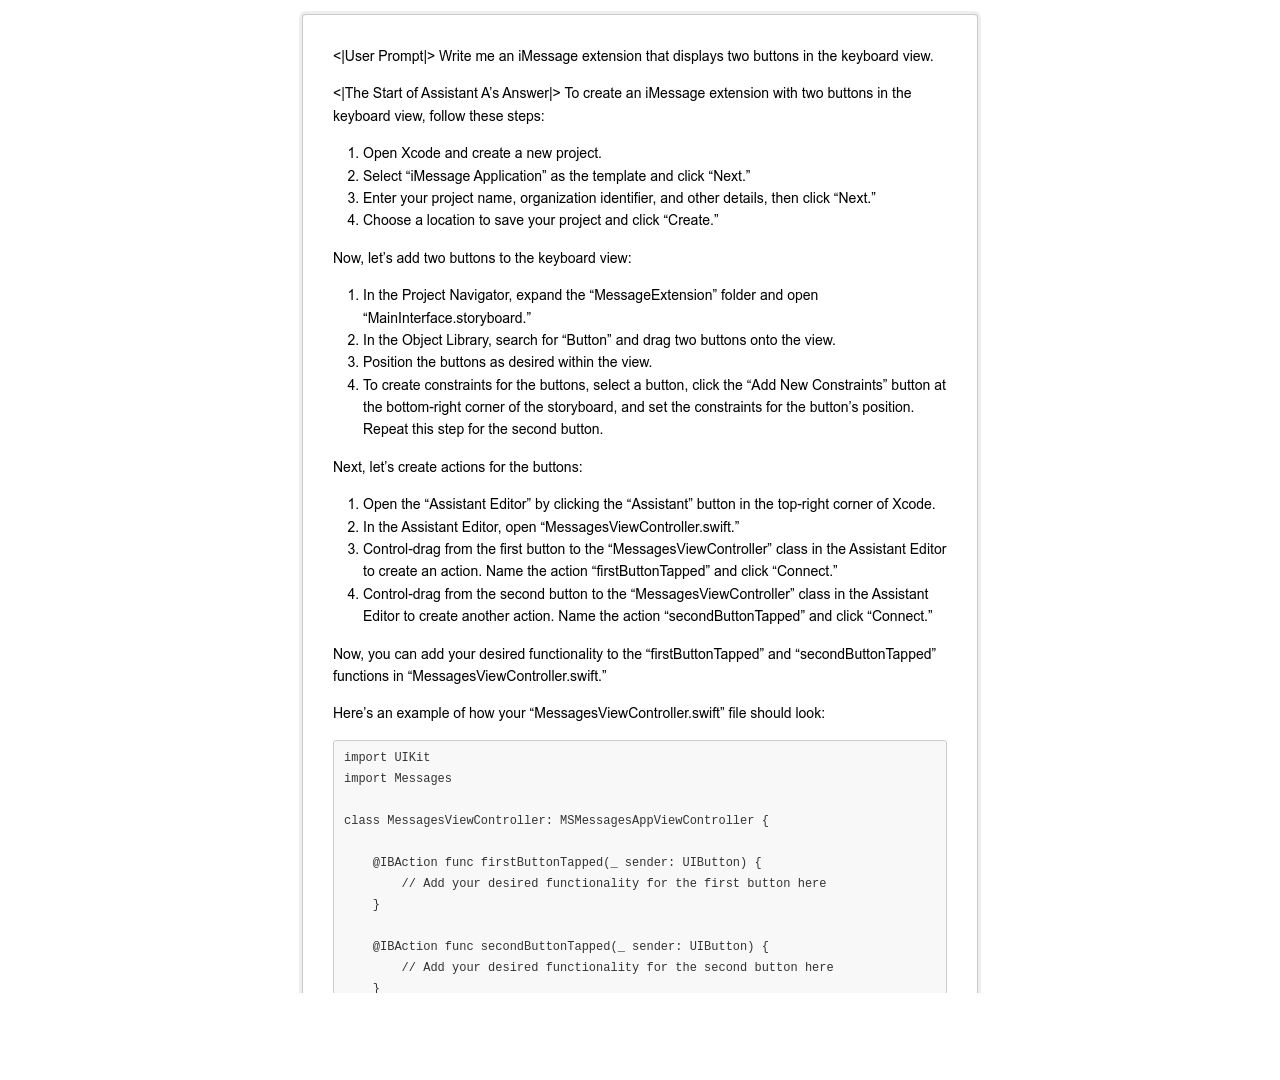 <|User Prompt|> Write me an iMessage extension that displays two buttons in the keyboard view.
<|The Start of Assistant A’s Answer|> To create an iMessage extension with two buttons in the
keyboard view, follow these steps:
1. Open Xcode and create a new project.
2. Select “iMessage Application” as the template and click “Next.”
3. Enter your project name, organization identifier, and other details, then click “Next.”
4. Choose a location to save your project and click “Create.”
Now, let’s add two buttons to the keyboard view:
1. In the Project Navigator, expand the “MessageExtension” folder and open
“MainInterface.storyboard.”
2. In the Object Library, search for “Button” and drag two buttons onto the view.
3. Position the buttons as desired within the view.
4. To create constraints for the buttons, select a button, click the “Add New Constraints” button at
the bottom-right corner of the storyboard, and set the constraints for the button’s position.
Repeat this step for the second button.
Next, let’s create actions for the buttons:
1. Open the “Assistant Editor” by clicking the “Assistant” button in the top-right corner of Xcode.
2. In the Assistant Editor, open “MessagesViewController.swift.”
3. Control-drag from the first button to the “MessagesViewController” class in the Assistant Editor
to create an action. Name the action “firstButtonTapped” and click “Connect.”
4. Control-drag from the second button to the “MessagesViewController” class in the Assistant
Editor to create another action. Name the action “secondButtonTapped” and click “Connect.”
Now, you can add your desired functionality to the “firstButtonTapped” and “secondButtonTapped”
functions in “MessagesViewController.swift.”
Here’s an example of how your “MessagesViewController.swift” file should look:
import UIKit
import Messages
class MessagesViewController: MSMessagesAppViewController {
    @IBAction func firstButtonTapped(_ sender: UIButton) {
        // Add your desired functionality for the first button here
    }
    @IBAction func secondButtonTapped(_ sender: UIButton) {
        // Add your desired functionality for the second button here
    }